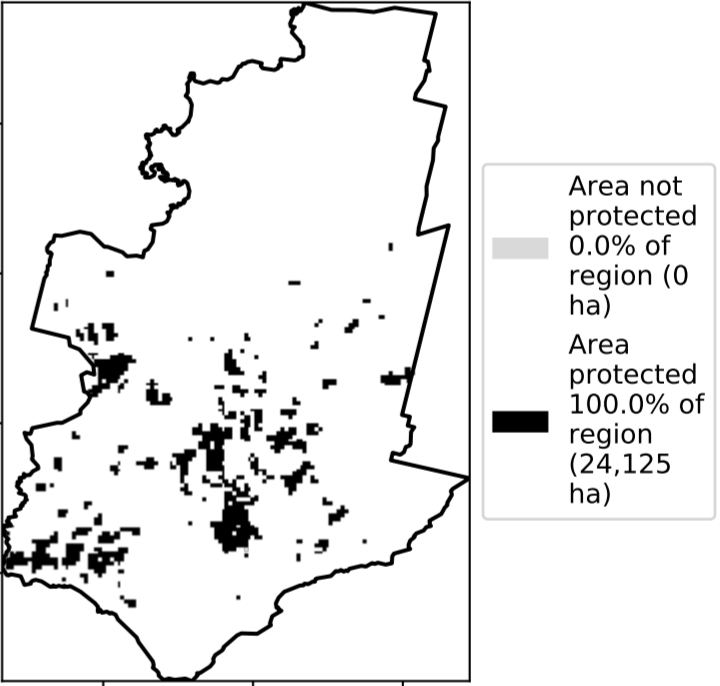 Area not
protected
0.0% of
region (0
ha)
Area
protected
100.0% of
region
(24,125
ha)